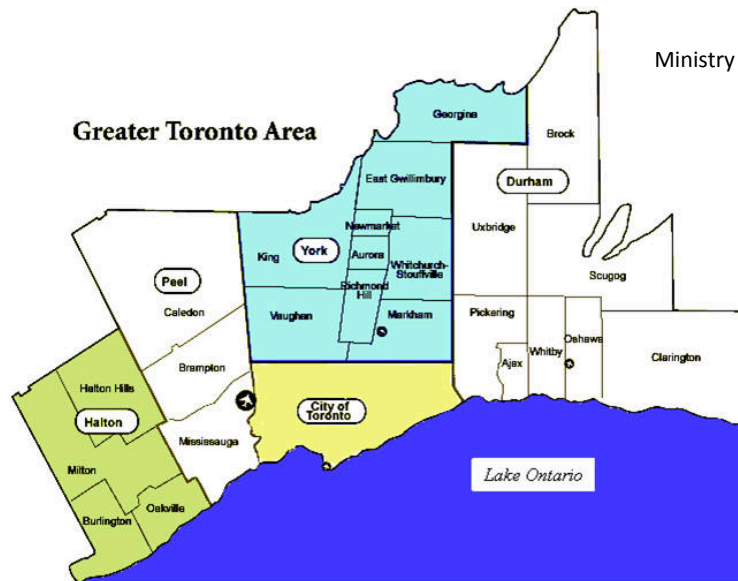 Ministry
Greater Toronto Area
Georgina
Brock
East Gwillimbury
Durham
Newmarket
Uxbridge
King
York
Aurora
Whitchurch-
Stouffville
Scugog
Peel
Richmond
Hill
Caledon
Vaughan
Markham
Pickering
Oshawa
Whitby
Ajax
Clarington
Brampton
Halton Hills
City of
Toronto
Halton
Mississauga
Milton
Lake Ontario
Oakville
Burlington